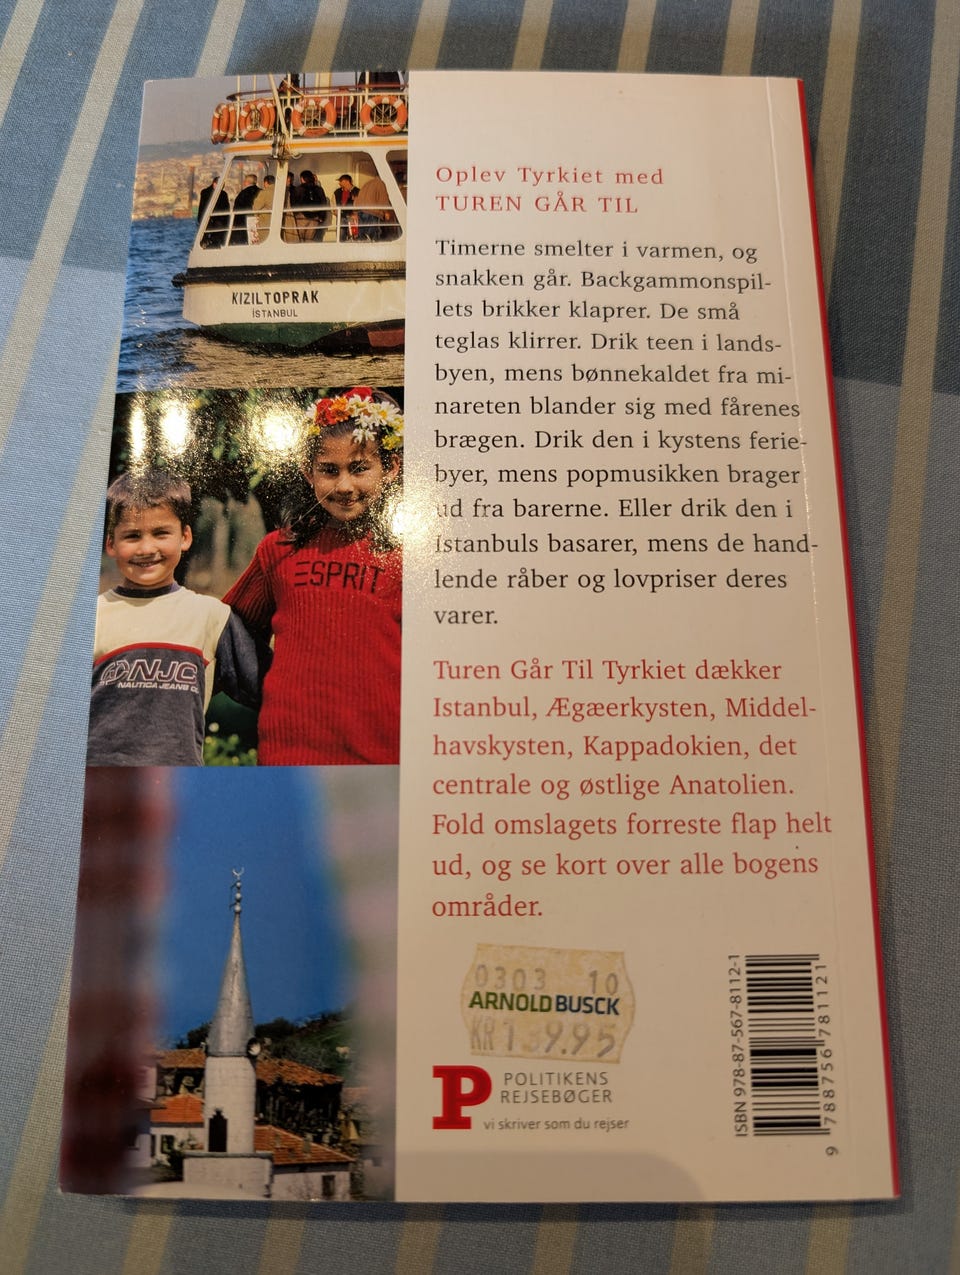 KIZILTOPRAK
İSTANBUL
ESPRIT
NJC
NAUTICA JEANS CO
Oplev Tyrkiet med
TUREN GÅR TIL
Timerne smelter i varmen, og
snakken går. Backgammonspil-
lets brikker klaprer. De små
teglas klirrer. Drik teen i lands-
byen, mens bønnekaldet fra mi-
nareten blander sig med fårenes
brægen. Drik den i kystens ferie-
byer, mens popmusikken brager
ud fra barerne. Eller drik den i
Istanbuls basarer, mens de hand-
lende råber og lovpriser deres
varer.
Turen Går Til Tyrkiet dækker
Istanbul, Ægæerkysten, Middel-
havskysten, Kappadokien, det
centrale og østlige Anatolien.
Fold omslagets forreste flap helt
ud, og se kort over alle bogens
områder.
0303 10
ARNOLD BUSCK
KR 139.95
P
POLITIKENS
REJSEBØGER
vi skriver som du rejser
ISBN 978-87-567-8112-1
9 788756 781121